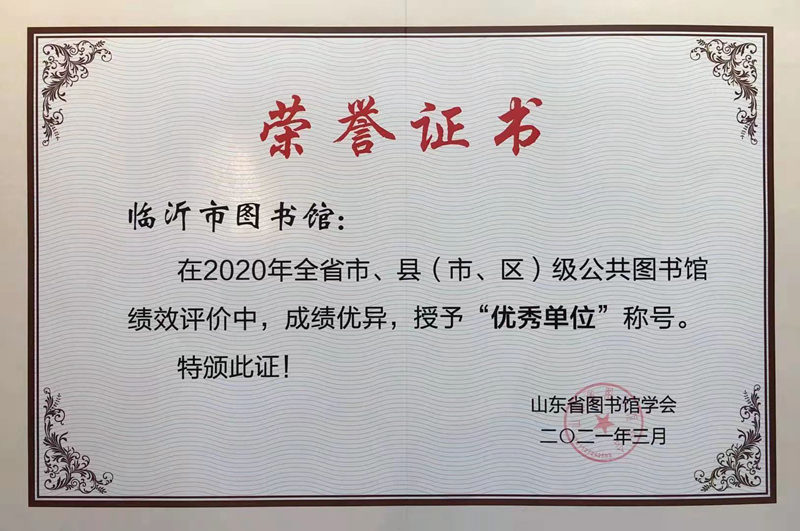 荣誉证书
临沂市图书馆：
在2020年全省市、县（市、区）级公共图书馆
绩效评价中，成绩优异，授予“优秀单位”称号。
特颁此证！
山东省图书馆学会
二〇二一年三月